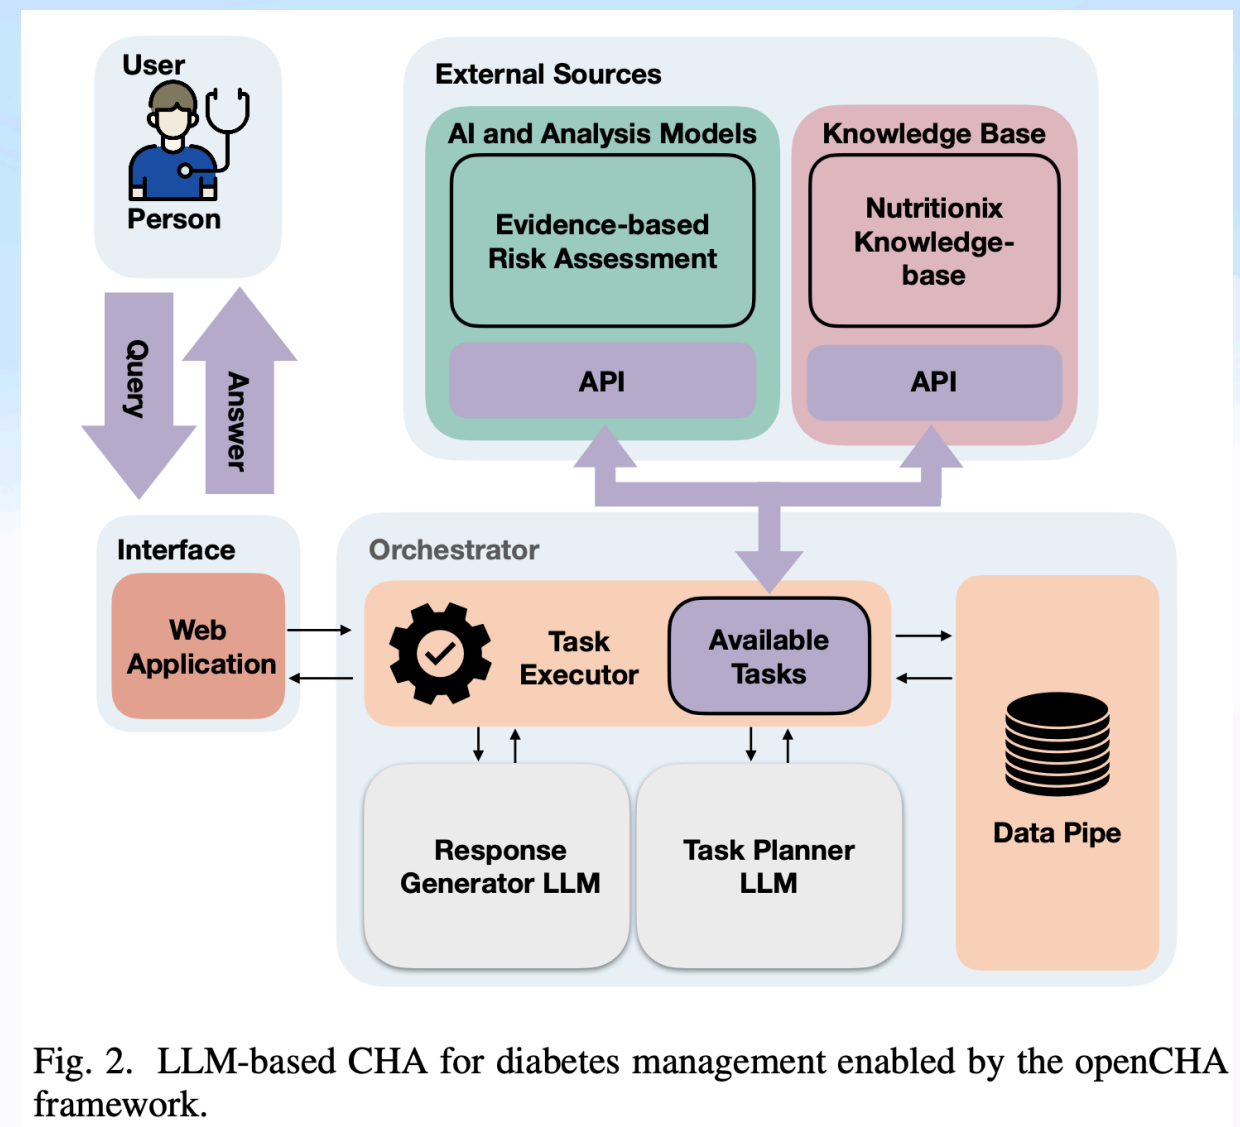 User
Person
Query
Answer
External Sources
AI and Analysis Models
Evidence-based
Risk Assessment
API
Knowledge Base
Nutritionix
Knowledge-
base
API
Interface
Web
Application
Orchestrator
Task
Executor
Available
Tasks
Response
Generator LLM
Task Planner
LLM
Data Pipe
Fig. 2. LLM-based CHA for diabetes management enabled by the openCHA
framework.